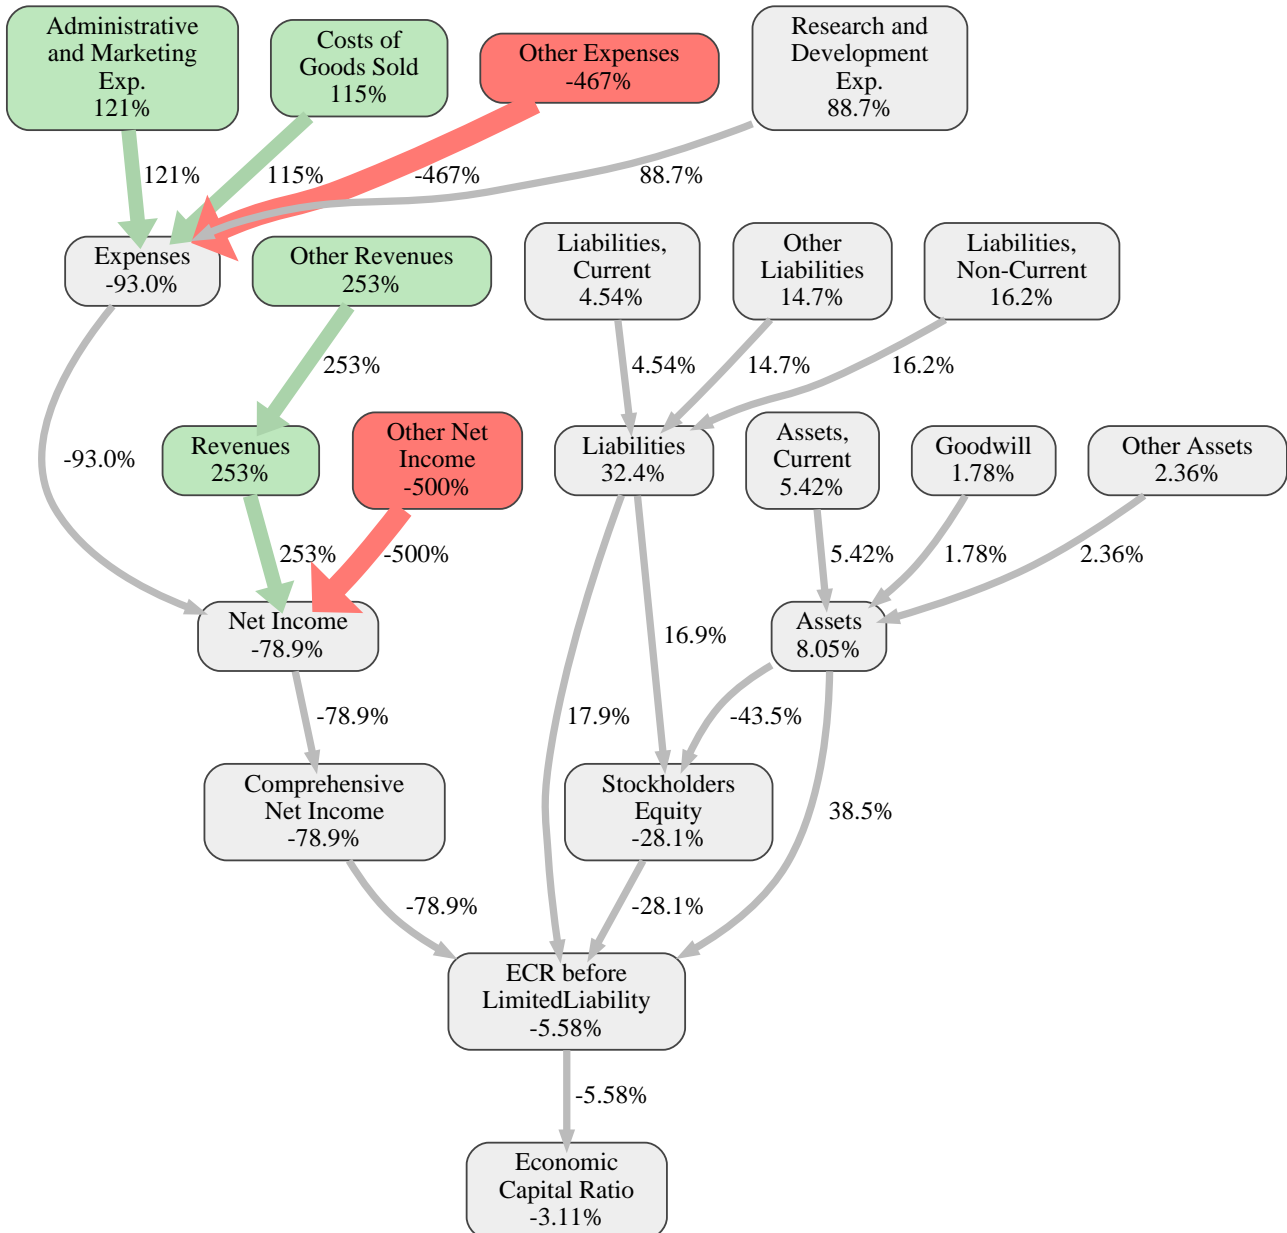 Administrative
and Marketing
Exp.
121%
Costs of
Goods Sold
115%
Other Expenses
-467%
Research and
Development
Exp.
88.7%
121%
115%
-467%
88.7%
Expenses
-93.0%
Other Revenues
253%
Liabilities,
Current
4.54%
Other
Liabilities
14.7%
Liabilities,
Non-Current
16.2%
253%
4.54%
14.7%
16.2%
-93.0%
Revenues
253%
Other Net
Income
-500%
Liabilities
32.4%
Assets,
Current
5.42%
Goodwill
1.78%
Other Assets
2.36%
253%
-500%
5.42%
1.78%
2.36%
Net Income
-78.9%
16.9%
Assets
8.05%
-78.9%
17.9%
-43.5%
Comprehensive
Net Income
-78.9%
Stockholders
Equity
-28.1%
38.5%
-78.9%
-28.1%
ECR before
LimitedLiability
-5.58%
-5.58%
Economic
Capital Ratio
-3.11%